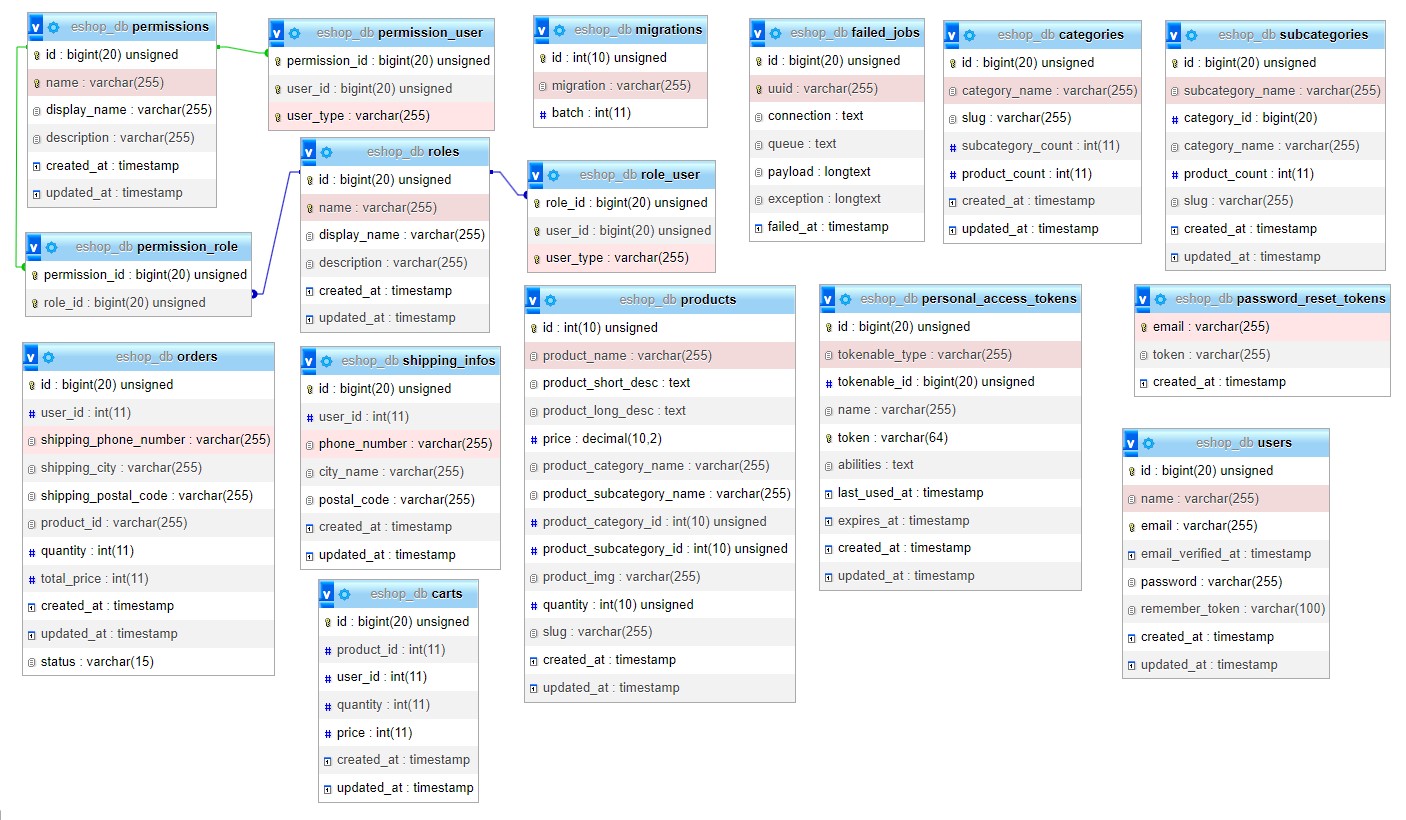 eshop_db permissions
id : bigint(20) unsigned
name : varchar(255)
display_name : varchar(255)
description : varchar(255)
created_at : timestamp
updated_at : timestamp
eshop_db permission_user
permission_id : bigint(20) unsigned
user_id : bigint(20) unsigned
user_type : varchar(255)
eshop_db migrations
id : int(10) unsigned
migration : varchar(255)
batch : int(11)
eshop_db failed_jobs
id : bigint(20) unsigned
uuid : varchar(255)
connection : text
queue : text
payload : longtext
exception : longtext
failed_at : timestamp
eshop_db categories
id : bigint(20) unsigned
category_name : varchar(255)
slug : varchar(255)
subcategory_count : int(11)
product_count : int(11)
created_at : timestamp
updated_at : timestamp
eshop_db subcategories
id : bigint(20) unsigned
subcategory_name : varchar(255)
category_id : bigint(20)
category_name : varchar(255)
product_count : int(11)
slug : varchar(255)
created_at : timestamp
updated_at : timestamp
eshop_db roles
id : bigint(20) unsigned
name : varchar(255)
display_name : varchar(255)
description : varchar(255)
created_at : timestamp
updated_at : timestamp
eshop_db role_user
role_id : bigint(20) unsigned
user_id : bigint(20) unsigned
user_type : varchar(255)
eshop_db permission_role
permission_id : bigint(20) unsigned
role_id : bigint(20) unsigned
eshop_db products
id : int(10) unsigned
product_name : varchar(255)
product_short_desc : text
product_long_desc : text
price : decimal(10,2)
product_category_name : varchar(255)
product_subcategory_name : varchar(255)
product_category_id : int(10) unsigned
product_subcategory_id : int(10) unsigned
product_img : varchar(255)
quantity : int(10) unsigned
slug : varchar(255)
created_at : timestamp
updated_at : timestamp
eshop_db personal_access_tokens
id : bigint(20) unsigned
tokenable_type : varchar(255)
tokenable_id : bigint(20) unsigned
name : varchar(255)
token : varchar(64)
abilities : text
last_used_at : timestamp
expires_at : timestamp
created_at : timestamp
updated_at : timestamp
eshop_db password_reset_tokens
email : varchar(255)
token : varchar(255)
created_at : timestamp
eshop_db orders
id : bigint(20) unsigned
user_id : int(11)
shipping_phone_number : varchar(255)
shipping_city : varchar(255)
shipping_postal_code : varchar(255)
product_id : varchar(255)
quantity : int(11)
total_price : int(11)
created_at : timestamp
updated_at : timestamp
status : varchar(15)
eshop_db shipping_infos
id : bigint(20) unsigned
user_id : int(11)
phone_number : varchar(255)
city_name : varchar(255)
postal_code : varchar(255)
created_at : timestamp
updated_at : timestamp
eshop_db users
id : bigint(20) unsigned
name : varchar(255)
email : varchar(255)
email_verified_at : timestamp
password : varchar(255)
remember_token : varchar(100)
created_at : timestamp
updated_at : timestamp
eshop_db carts
id : bigint(20) unsigned
product_id : int(11)
user_id : int(11)
quantity : int(11)
price : int(11)
created_at : timestamp
updated_at : timestamp